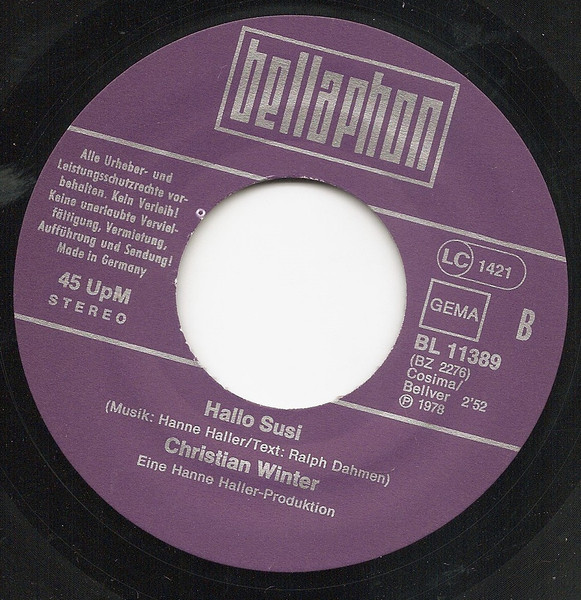 bellaphon
Alle Urheber- und
Leistungsschutzrechte vor-
behalten. Kein Verleih!
Keine unerlaubte Verviel-
fältigung, Vermietung,
Aufführung und Sendung!
Made in Germany
45 UpM
STEREO
LC 1421
GEMA
B
BL 11389
(BZ 2276)
Cosima/
Bellver 2'52
Ⓟ 1978
Hallo Susi
(Musik: Hanne Haller/Text: Ralph Dahmen)
Christian Winter
Eine Hanne Haller-Produktion